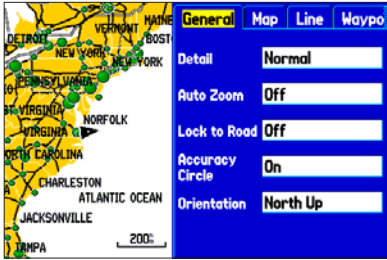 MAINE
VERMONT
DETROIT
BOST
NEW YORK
NEW YORK
PENNSYLVANIA
ST VIRGINIA
NORFOLK
VIRGINIA
RTH CAROLINA
CHARLESTON
ATLANTIC OCEAN
JACKSONVILLE
TAMPA
200
General Map Line Waypo
Detail Normal
Auto Zoom Off
Lock to Road Off
Accuracy
Circle On
Orientation North Up